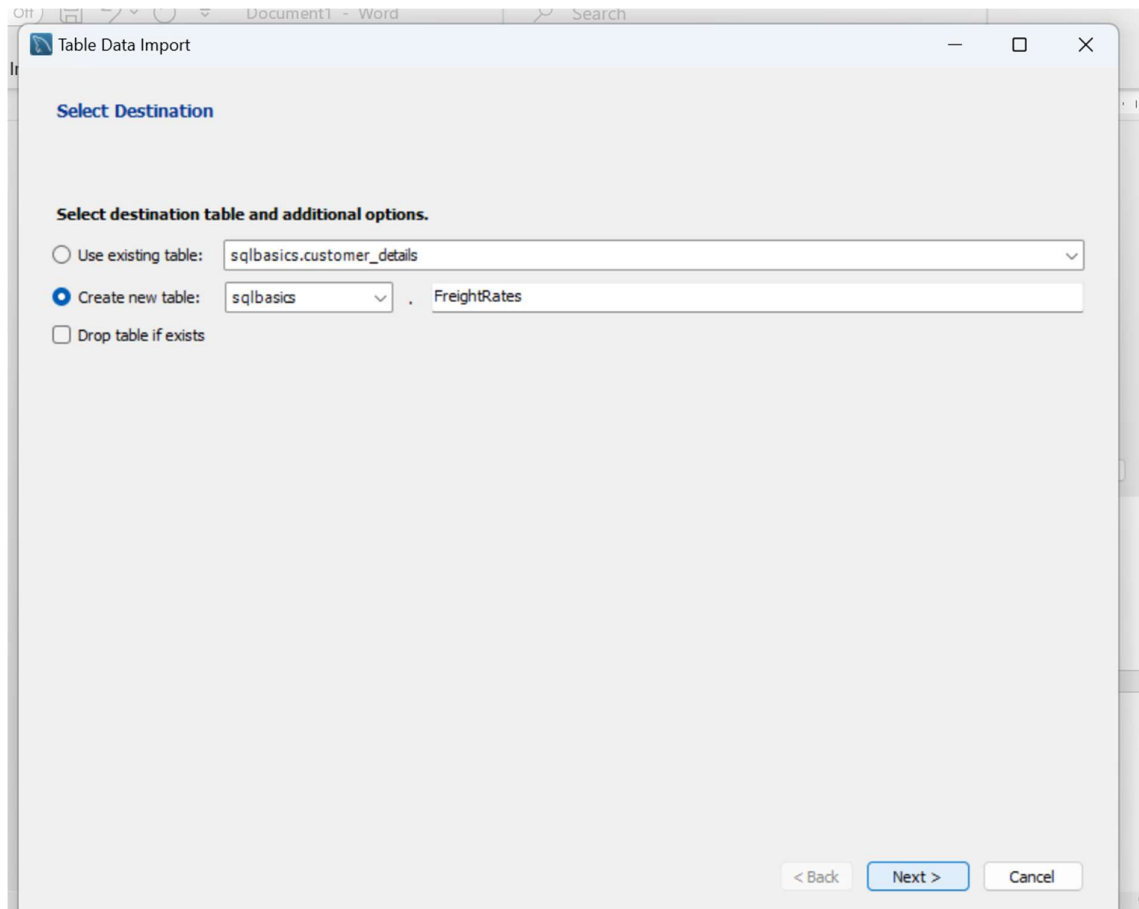 Off Document1 - Word Search
Table Data Import
Select Destination
Select destination table and additional options.
Use existing table: sqlbasics.customer_details
Create new table: sqlbasics . FreightRates
Drop table if exists
< Back Next > Cancel